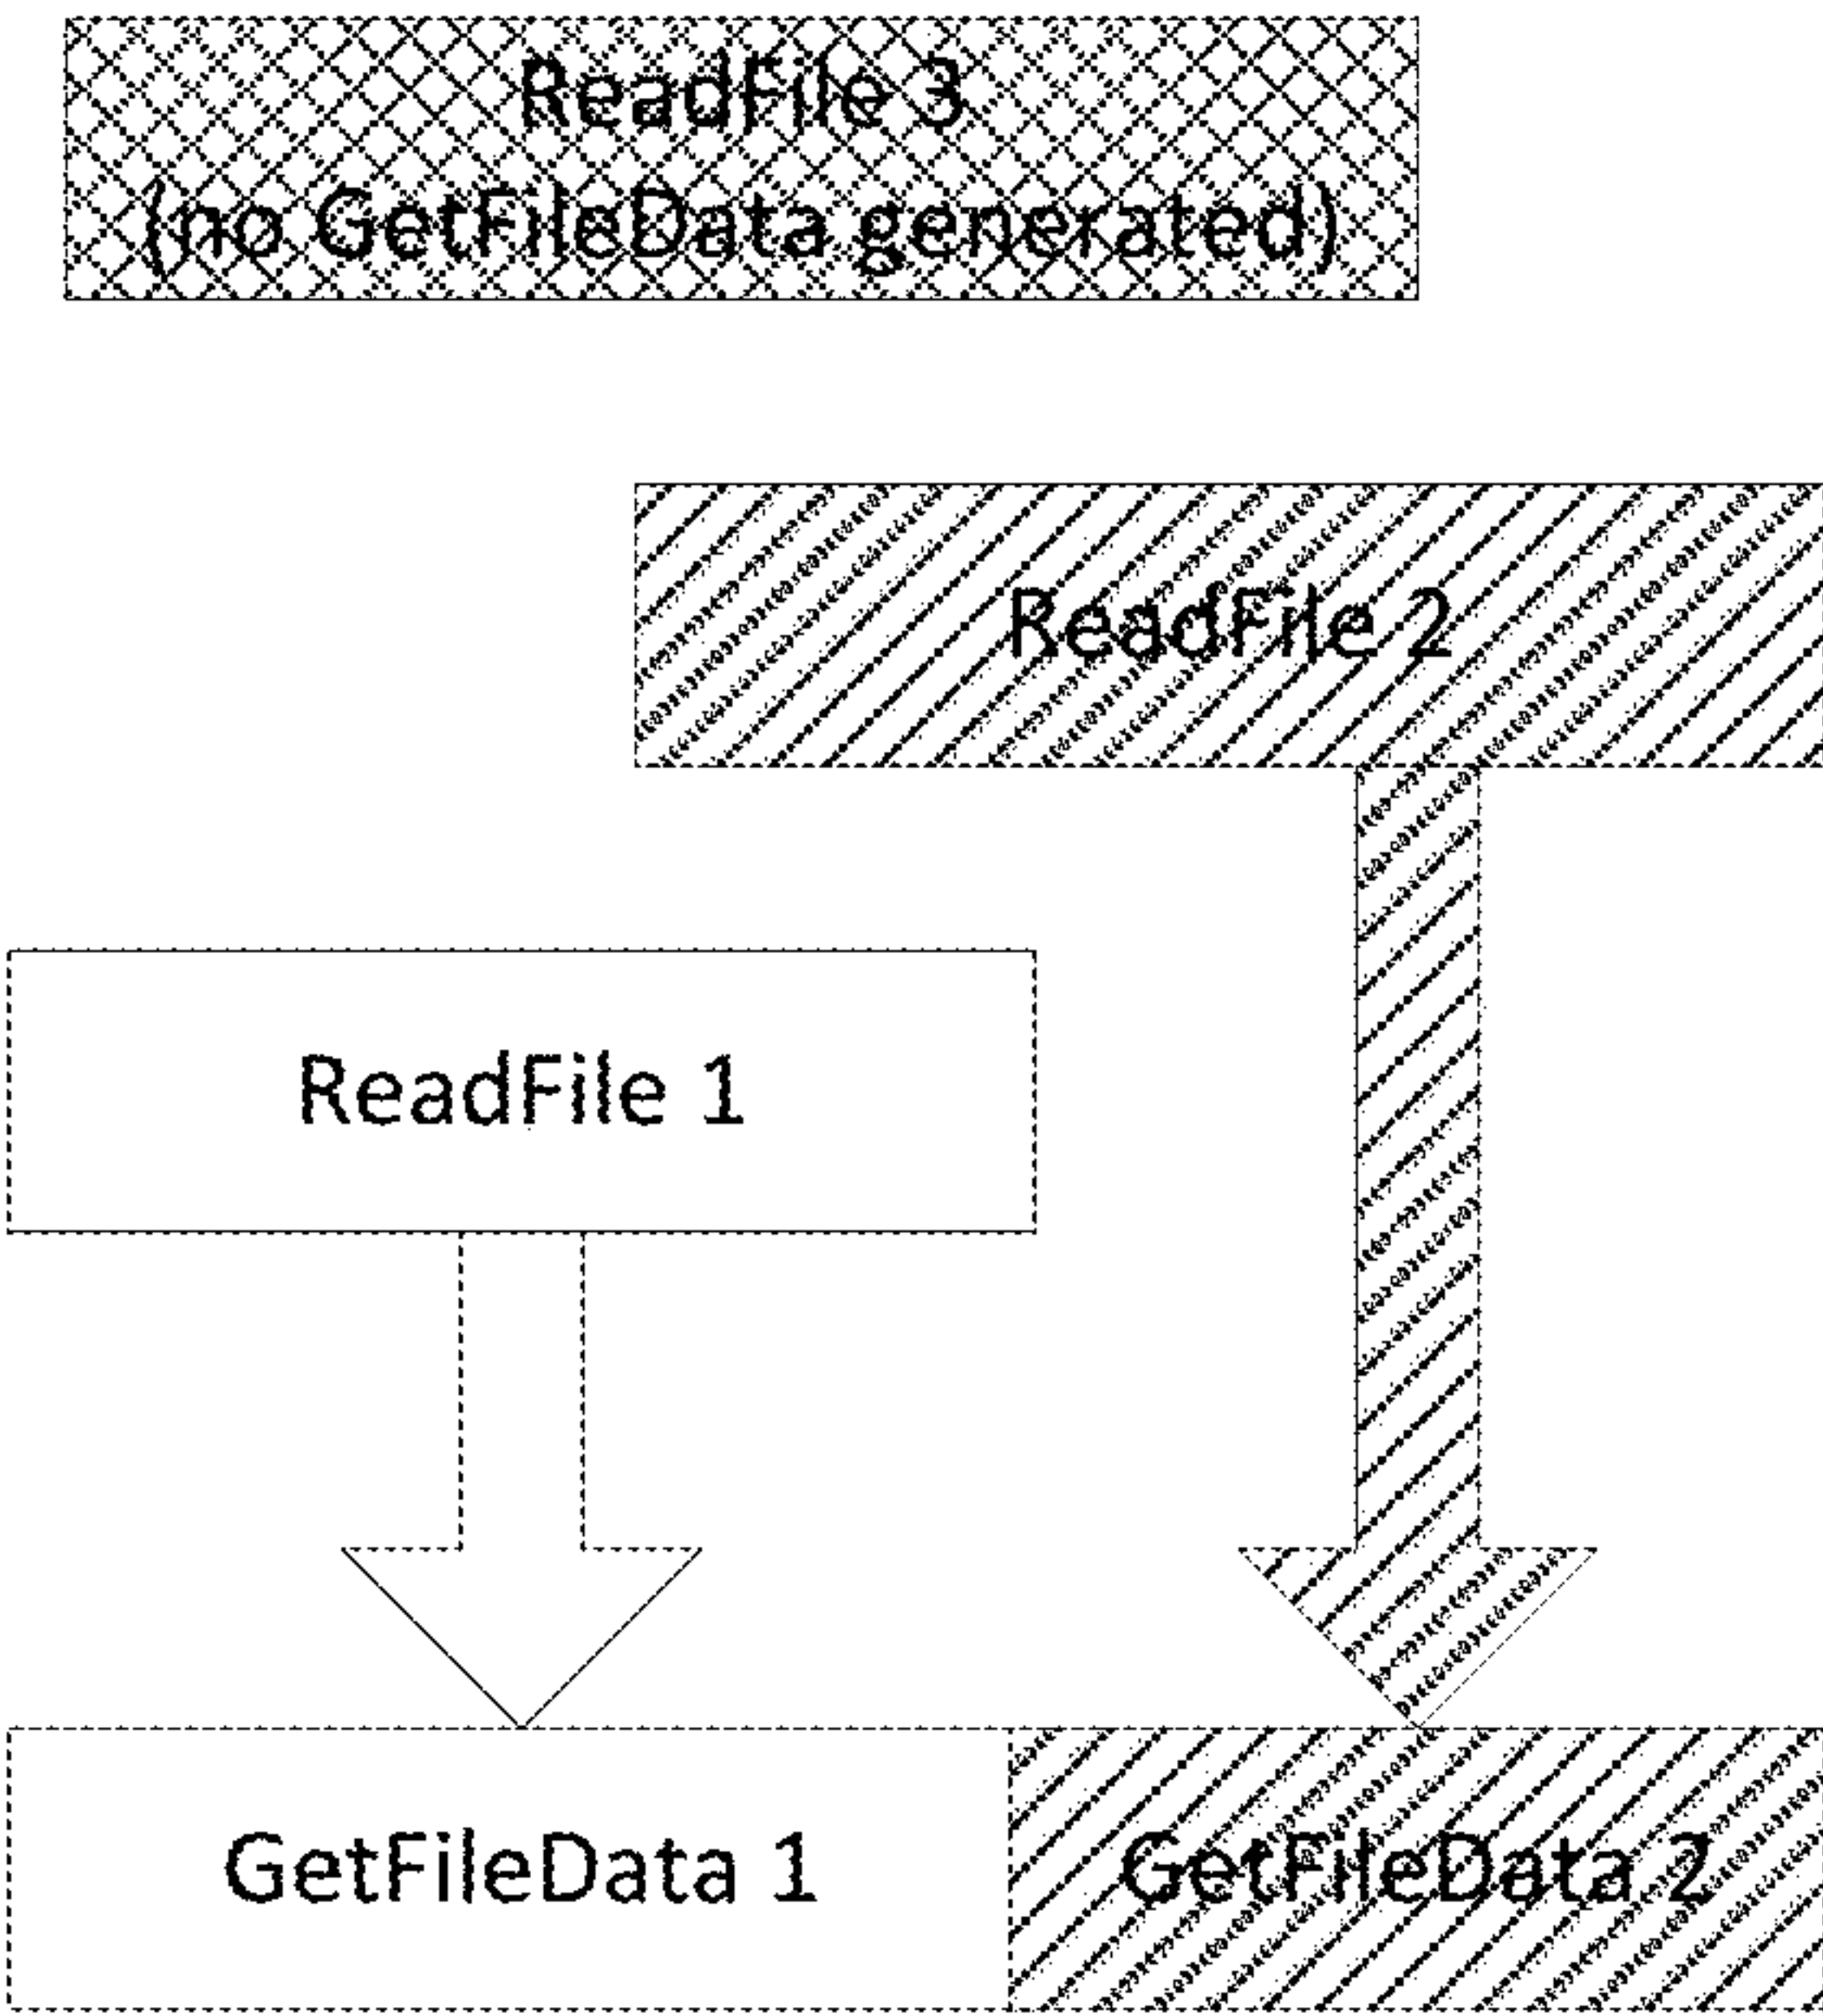 ReadFile 3
(no GetFileData generated)
ReadFile 2
ReadFile 1
GetFileData 1
GetFileData 2